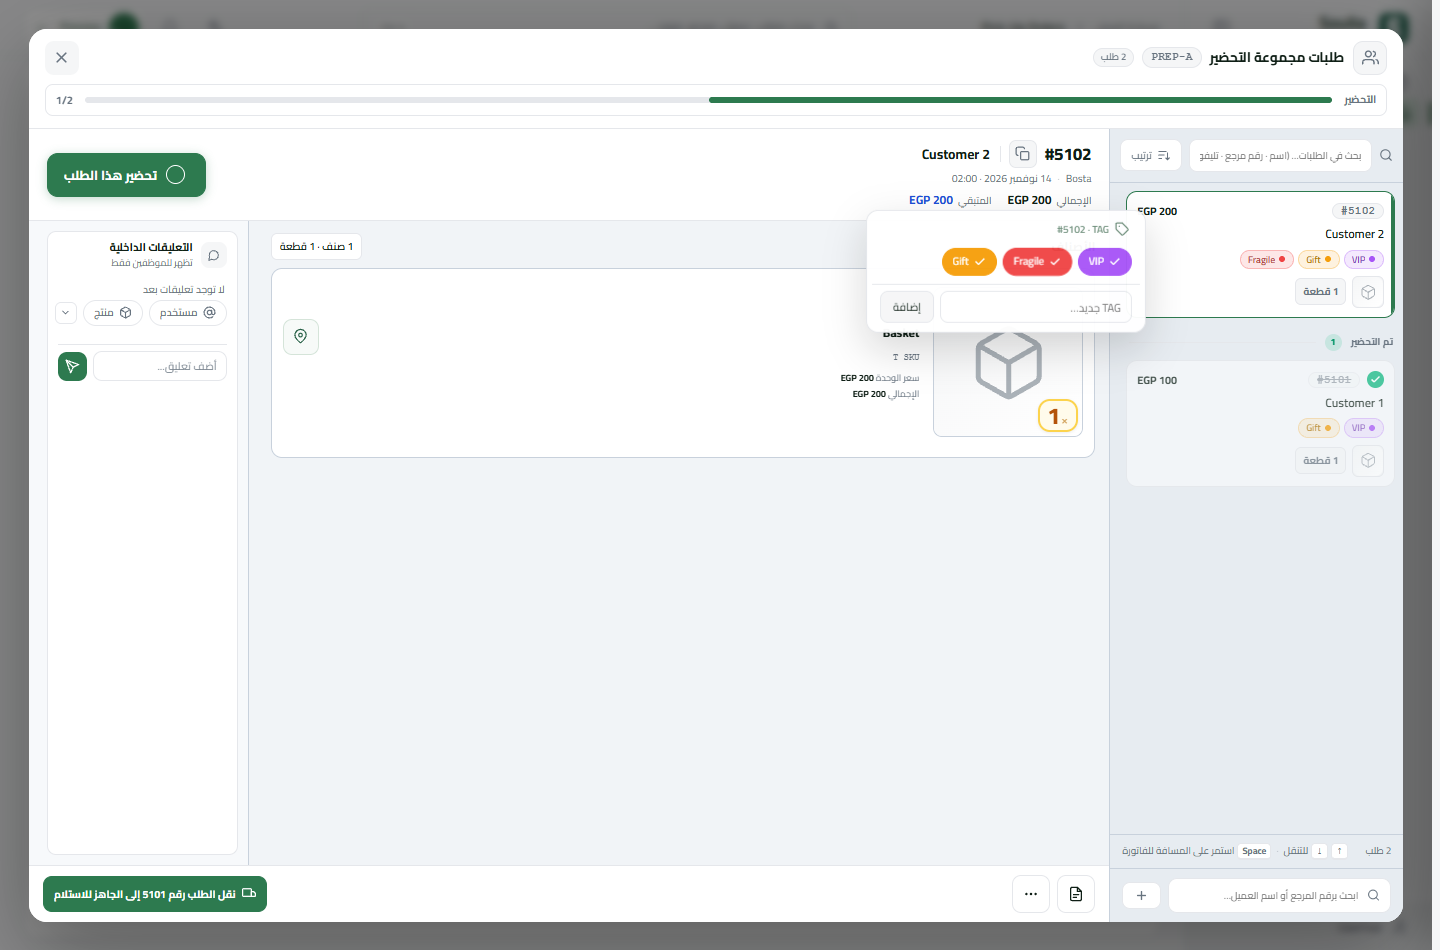 طلبات مجموعة التحضير PREP-A 2 طلب
التحضير 1/2
بحث في الطلبات... (اسم · رقم مرجع · تليفو
ترتيب
#5102 EGP 200
Customer 2
VIP Gift Fragile
1 قطعة
تم التحضير 1
#5101 EGP 100
Customer 1
VIP Gift
1 قطعة
2 طلب ↑ ↓ للتنقل · Space استمر على المسافة للفاتورة
ابحث برقم المرجع أو اسم العميل...
#5102 Customer 2
Bosta · 14 نوفمبر 2026 · 02:00
الإجمالي EGP 200 المتبقي EGP 200
تحضير هذا الطلب
#5102 · TAG
VIP Fragile Gift
TAG جديد...
إضافة
1 صنف · 1 قطعة
Basket
T SKU
سعر الوحدة EGP 200
الإجمالي EGP 200
1×
التعليقات الداخلية
تظهر للموظفين فقط
لا توجد تعليقات بعد
مستخدم
منتج
أضف تعليق...
نقل الطلب رقم 5101 إلى الجاهز للاستلام